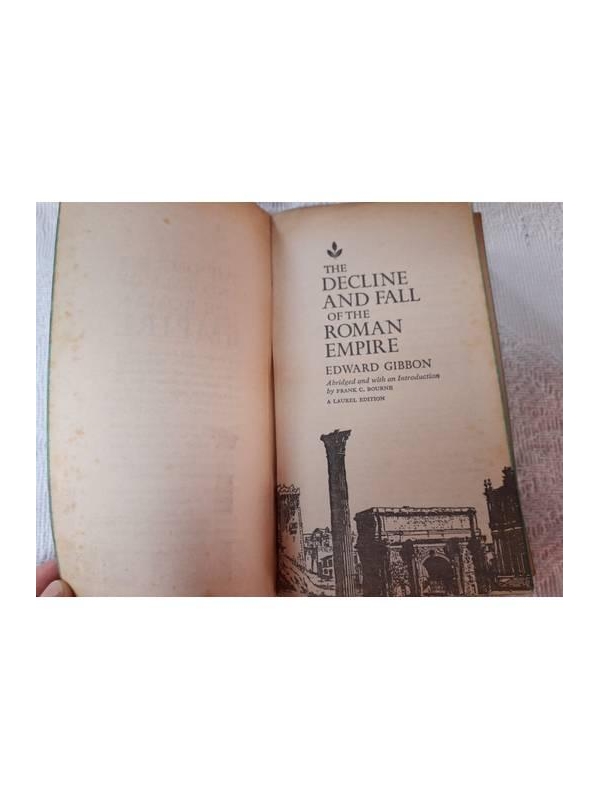 THE
DECLINE
AND FALL
OF THE
ROMAN
EMPIRE
EDWARD GIBBON
Abridged and with an Introduction
by FRANK C. BOURNE
A LAUREL EDITION